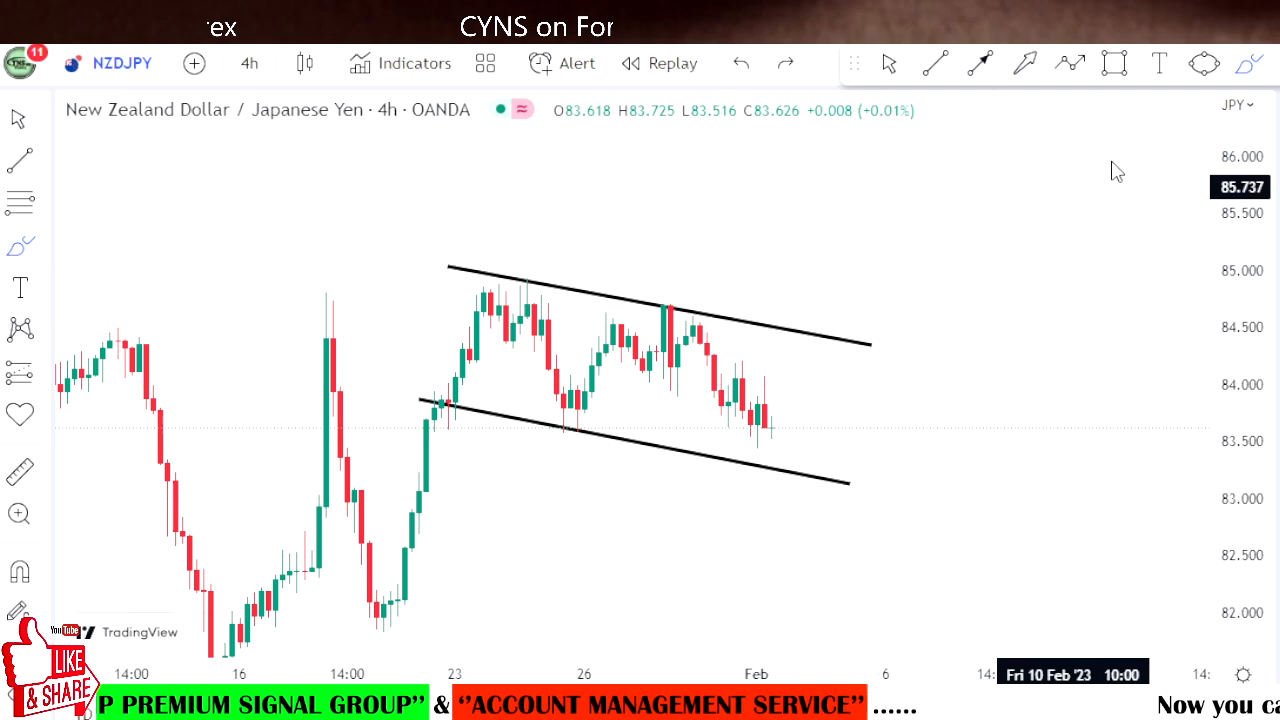 rex CYNS on For
11 NZDJPY 4h Indicators Alert Replay
New Zealand Dollar / Japanese Yen · 4h · OANDA O83.618 H83.725 L83.516 C83.626 +0.008 (+0.01%)
JPY
86.000
85.737
85.500
85.000
84.500
84.000
83.500
83.000
82.500
82.000
TradingView
14:00 16 14:00 23 26 Feb 6 14: Fri 10 Feb '23 10:00 14:
YouTube
LIKE
& SHARE
P PREMIUM SIGNAL GROUP" & "ACCOUNT MANAGEMENT SERVICE" ...... Now you ca